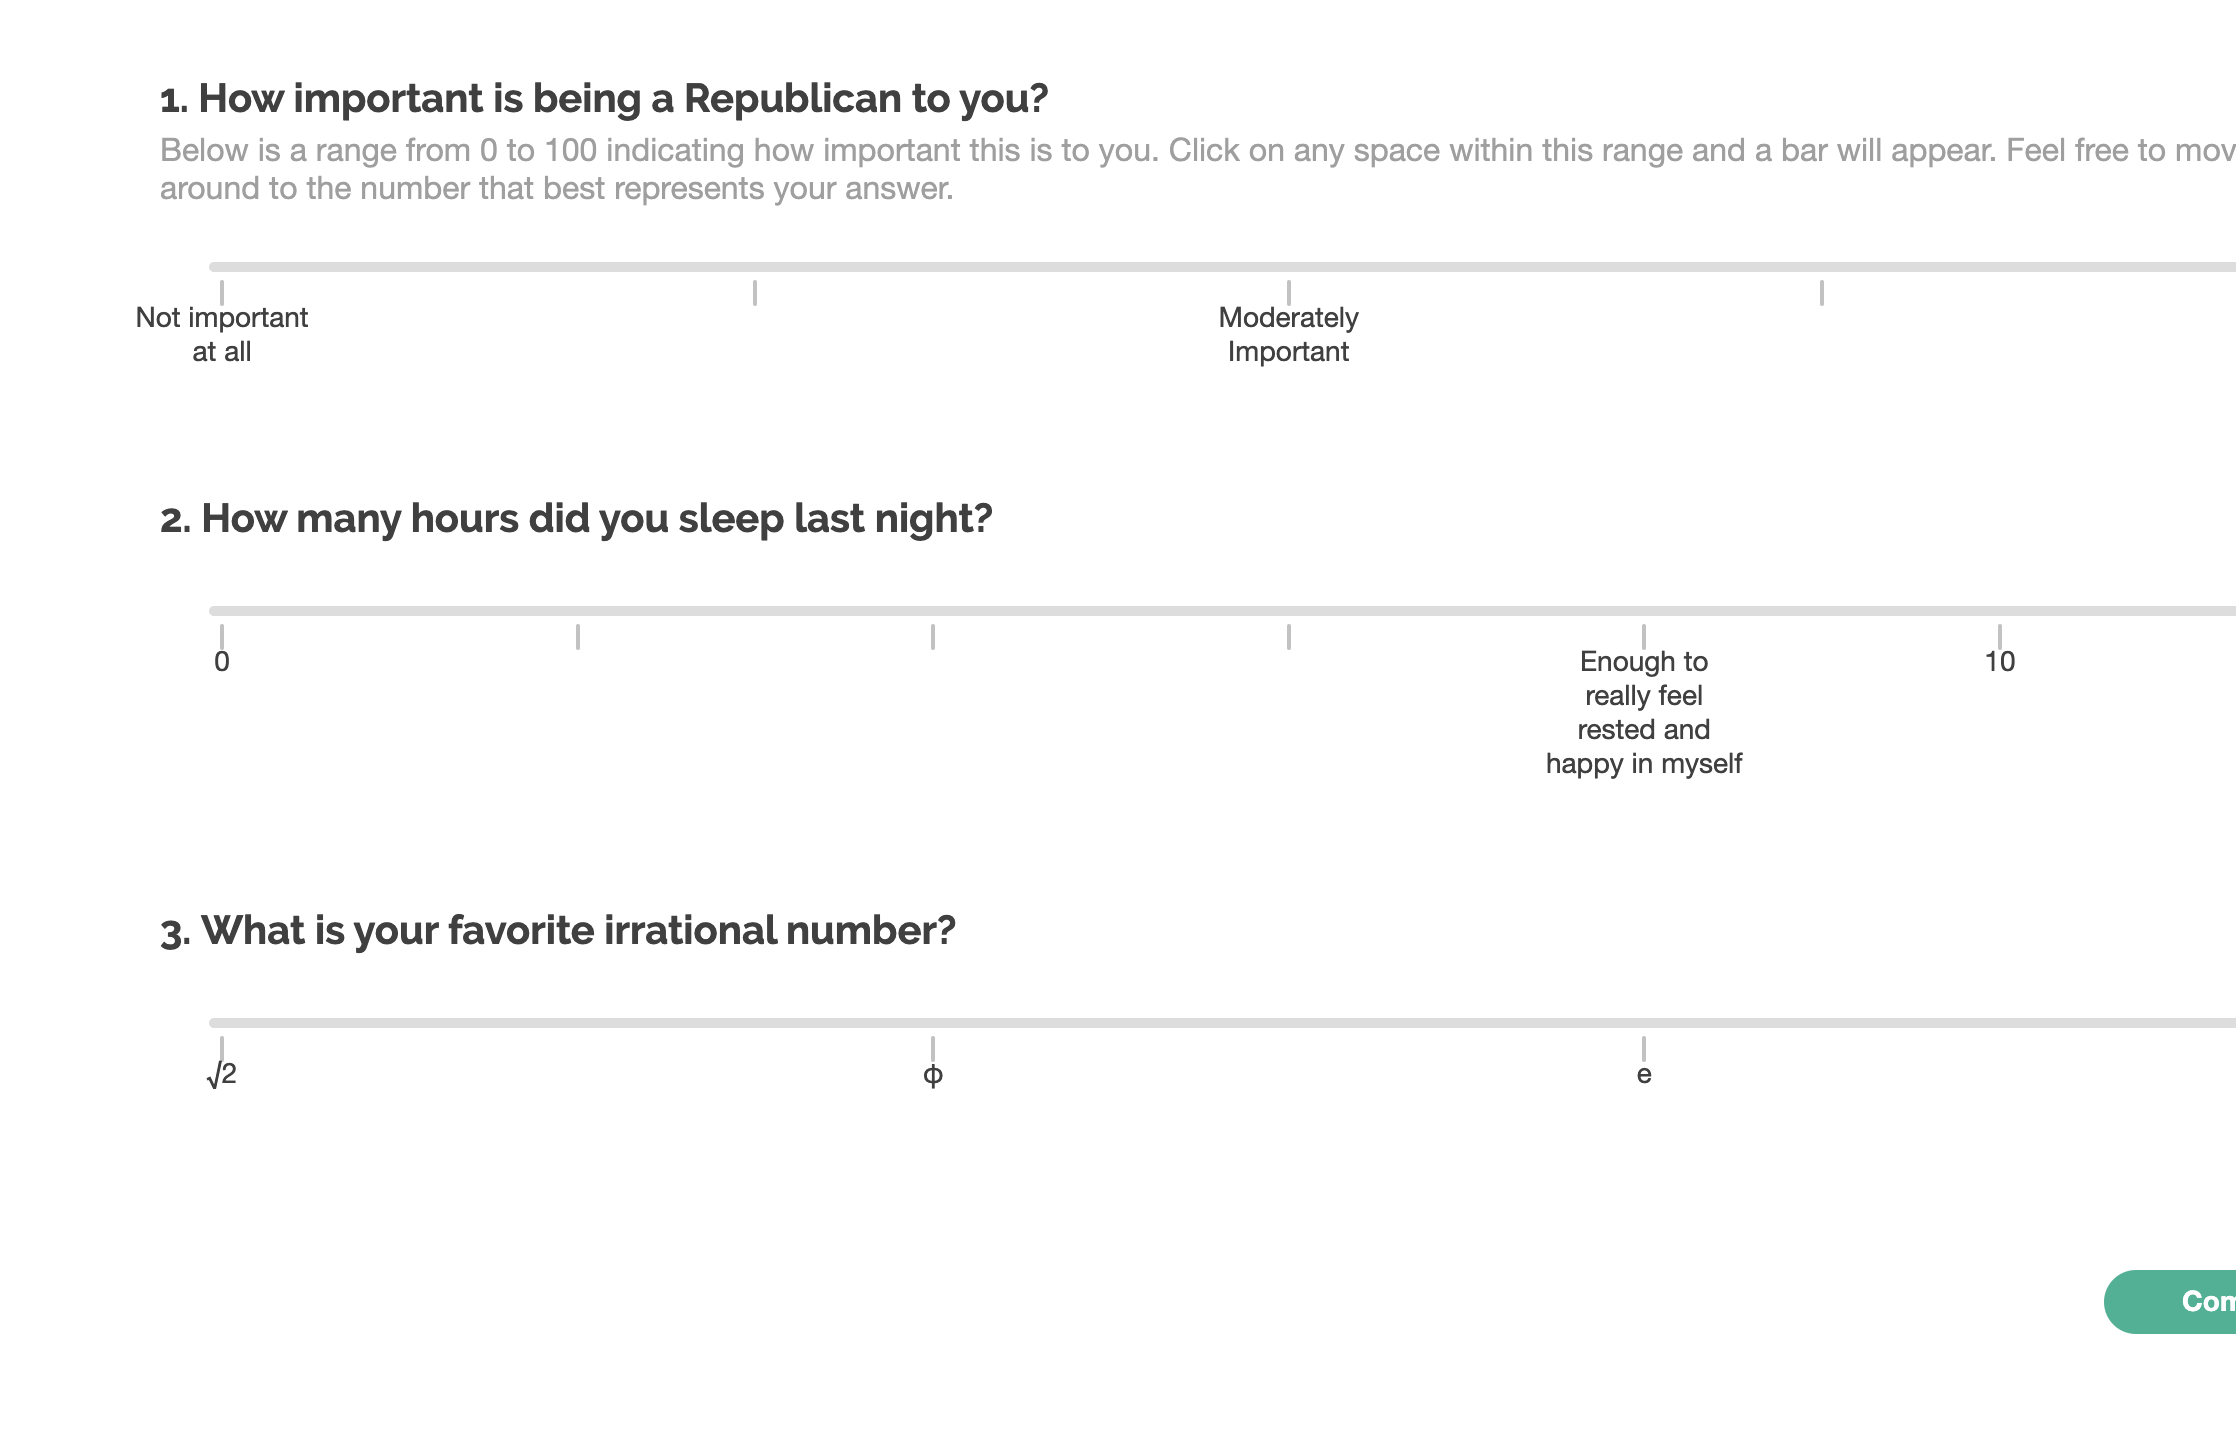 1. How important is being a Republican to you?
Below is a range from 0 to 100 indicating how important this is to you. Click on any space within this range and a bar will appear. Feel free to mov
around to the number that best represents your answer.
Not important
at all
Moderately
Important
2. How many hours did you sleep last night?
0
Enough to
really feel
rested and
happy in myself
10
3. What is your favorite irrational number?
√2
φ
e
Com